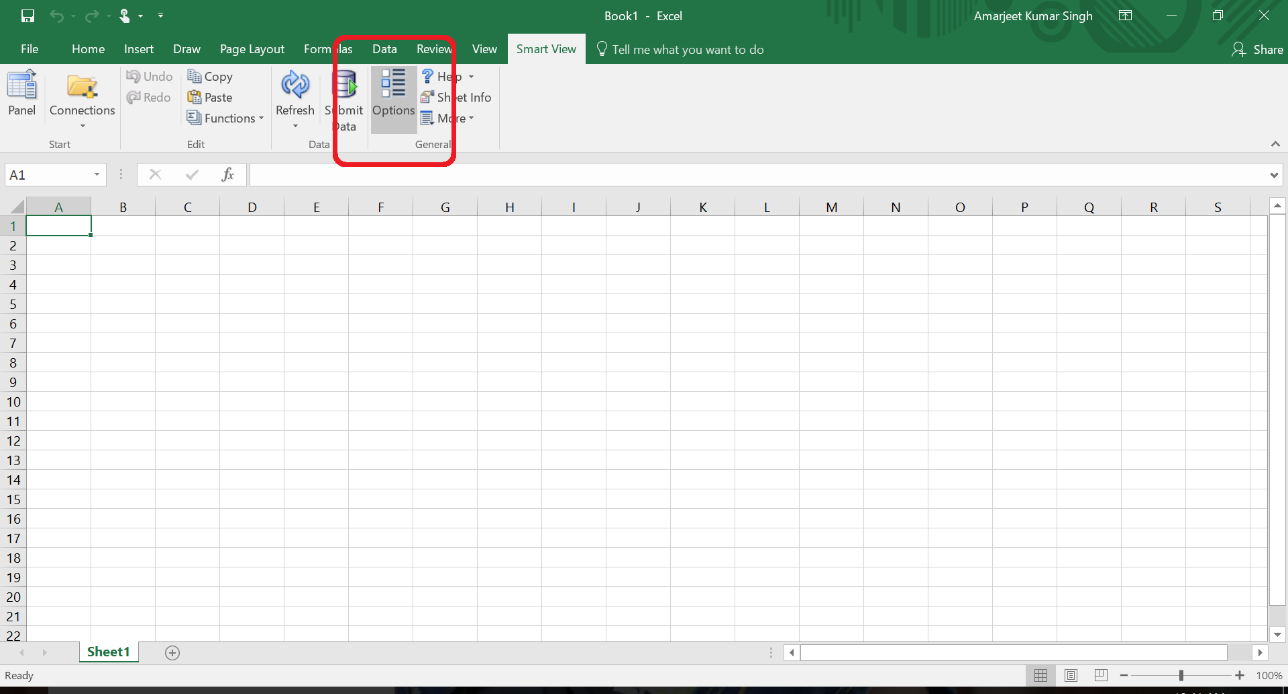 Book1 - Excel
Amarjeet Kumar Singh
File Home Insert Draw Page Layout Formulas Data Review View Smart View Tell me what you want to do Share
Panel
Connections
Start
Undo
Redo
Copy
Paste
Functions
Edit
Refresh
Submit
Data
Data
Options
Help
Sheet Info
More
General
A1 fx
A B C D E F G H I J K L M N O P Q R S
1
2
3
4
5
6
7
8
9
10
11
12
13
14
15
16
17
18
19
20
21
22
Sheet1
Ready 100%